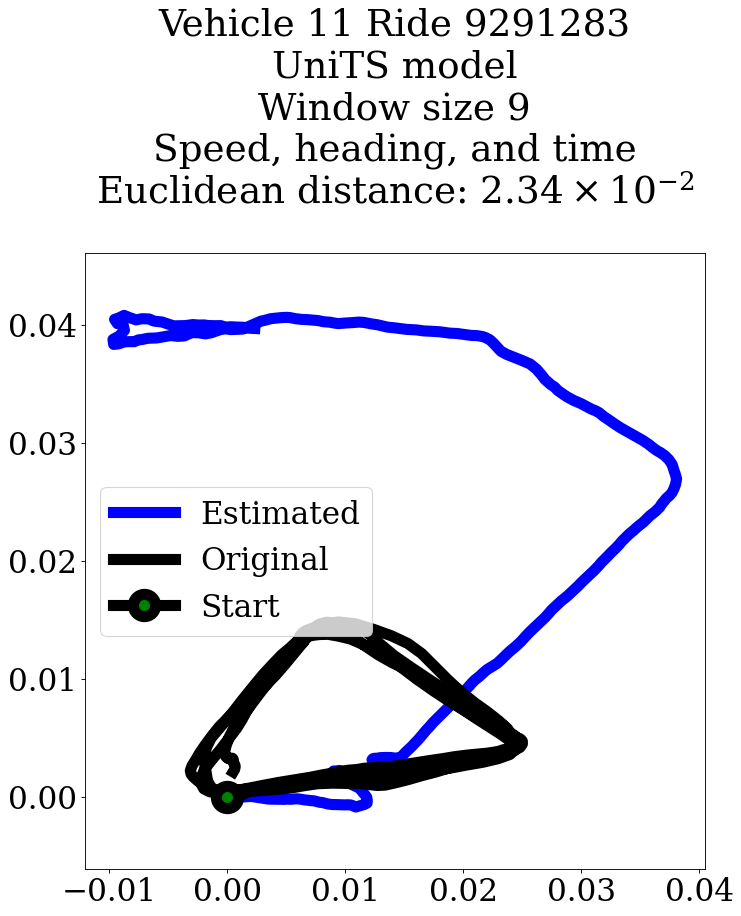 Vehicle 11 Ride 9291283
UniTS model
Window size 9
Speed, heading, and time
Euclidean distance: 2.34 × 10⁻²
0.04
0.03
0.02
0.01
0.00
Estimated
Original
Start
−0.01 0.00 0.01 0.02 0.03 0.04